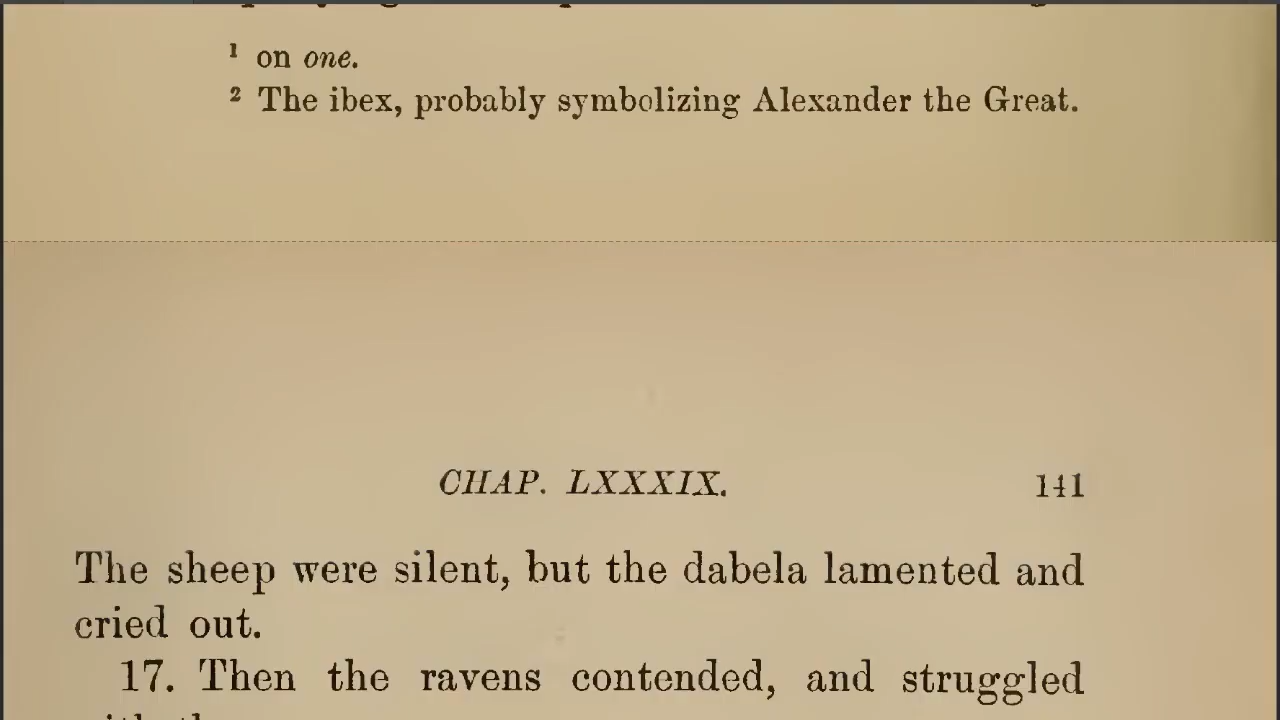 ¹ on one.
² The ibex, probably symbolizing Alexander the Great.
CHAP. LXXXIX.
141
The sheep were silent, but the dabela lamented and
cried out.
17. Then the ravens contended, and struggled